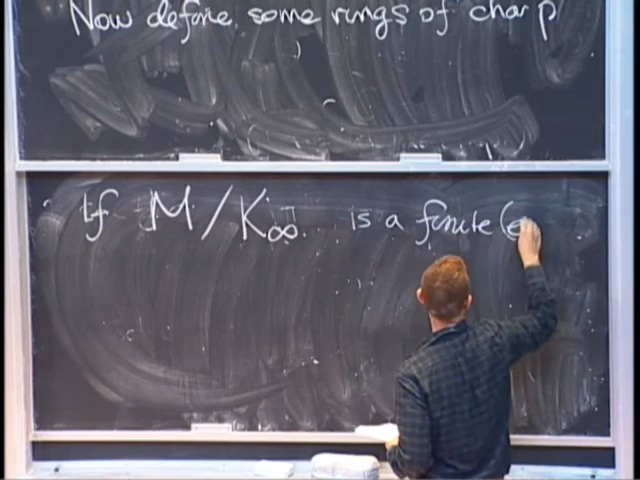 Now define some rings of char p
If M/K∞ is a finite (e